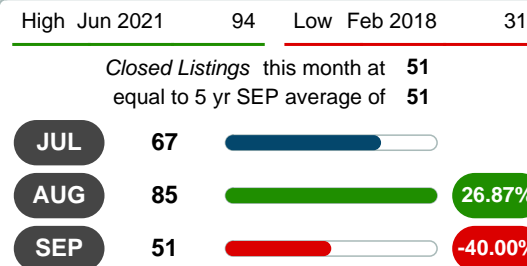 High Jun 2021 94 Low Feb 2018 31
Closed Listings this month at 51
equal to 5 yr SEP average of 51
JUL 67
AUG 85 26.87%
SEP 51 -40.00%